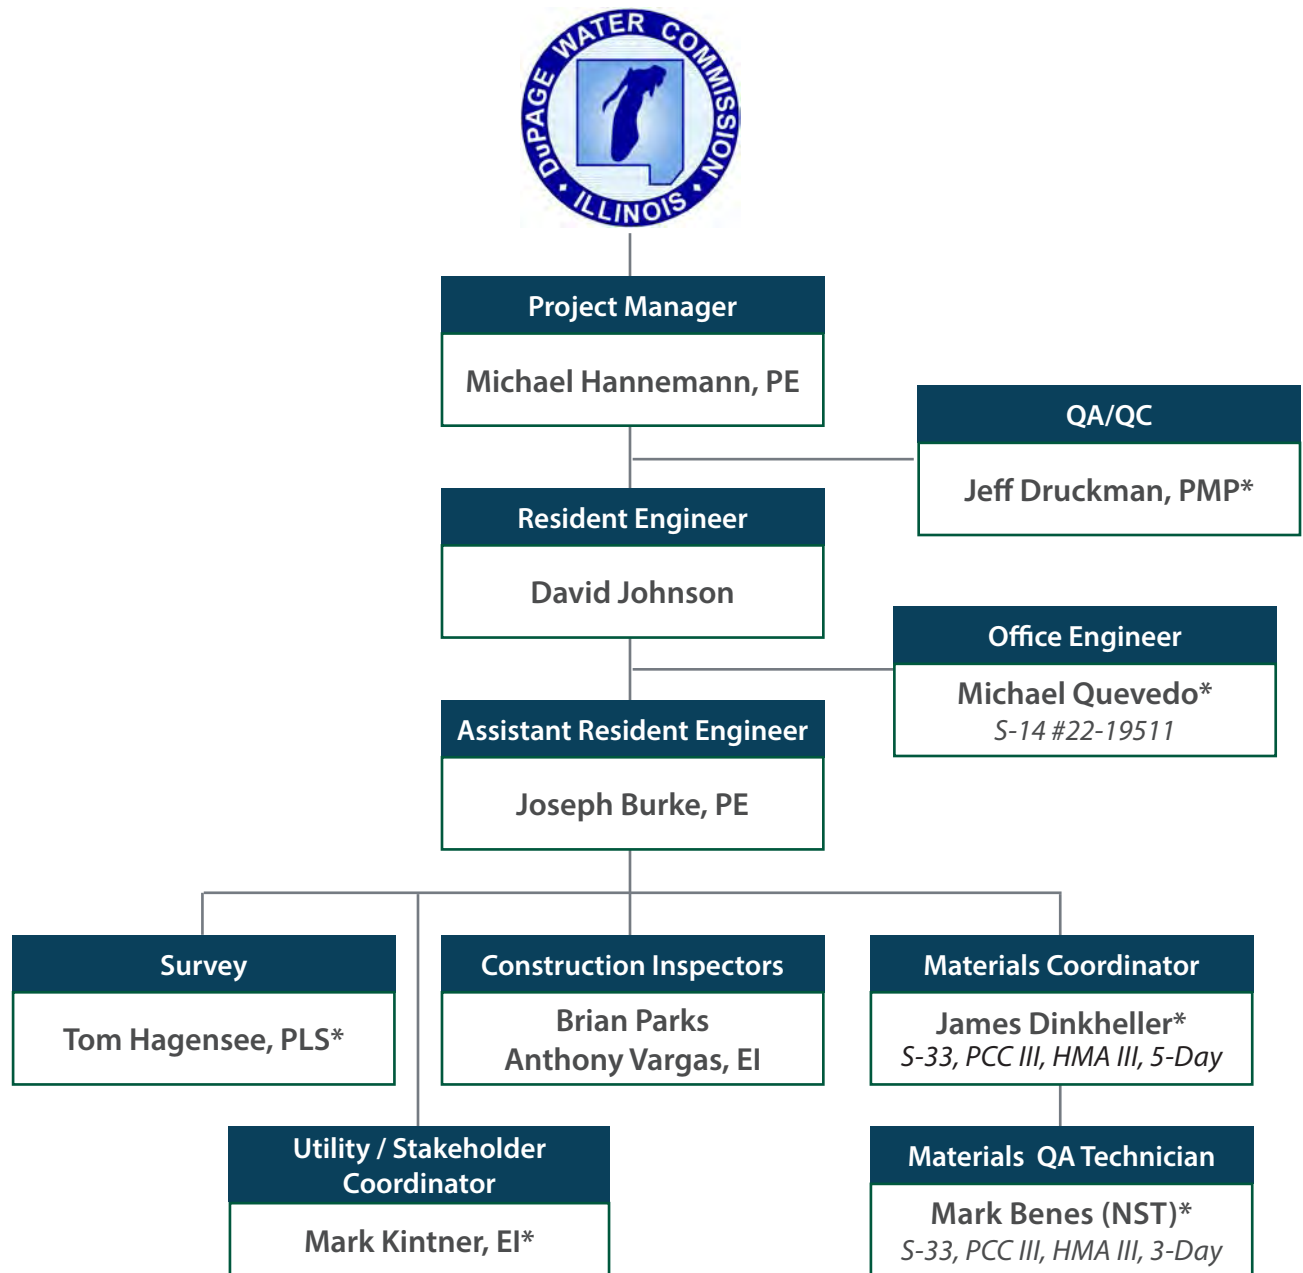 DuPAGE WATER COMMISSION
ILLINOIS
Project Manager
Michael Hannemann, PE
QA/QC
Jeff Druckman, PMP*
Resident Engineer
David Johnson
Office Engineer
Michael Quevedo*
S-14 #22-19511
Assistant Resident Engineer
Joseph Burke, PE
Survey
Tom Hagensee, PLS*
Construction Inspectors
Brian Parks
Anthony Vargas, EI
Materials Coordinator
James Dinkheller*
S-33, PCC III, HMA III, 5-Day
Utility / Stakeholder
Coordinator
Mark Kintner, EI*
Materials QA Technician
Mark Benes (NST)*
S-33, PCC III, HMA III, 3-Day